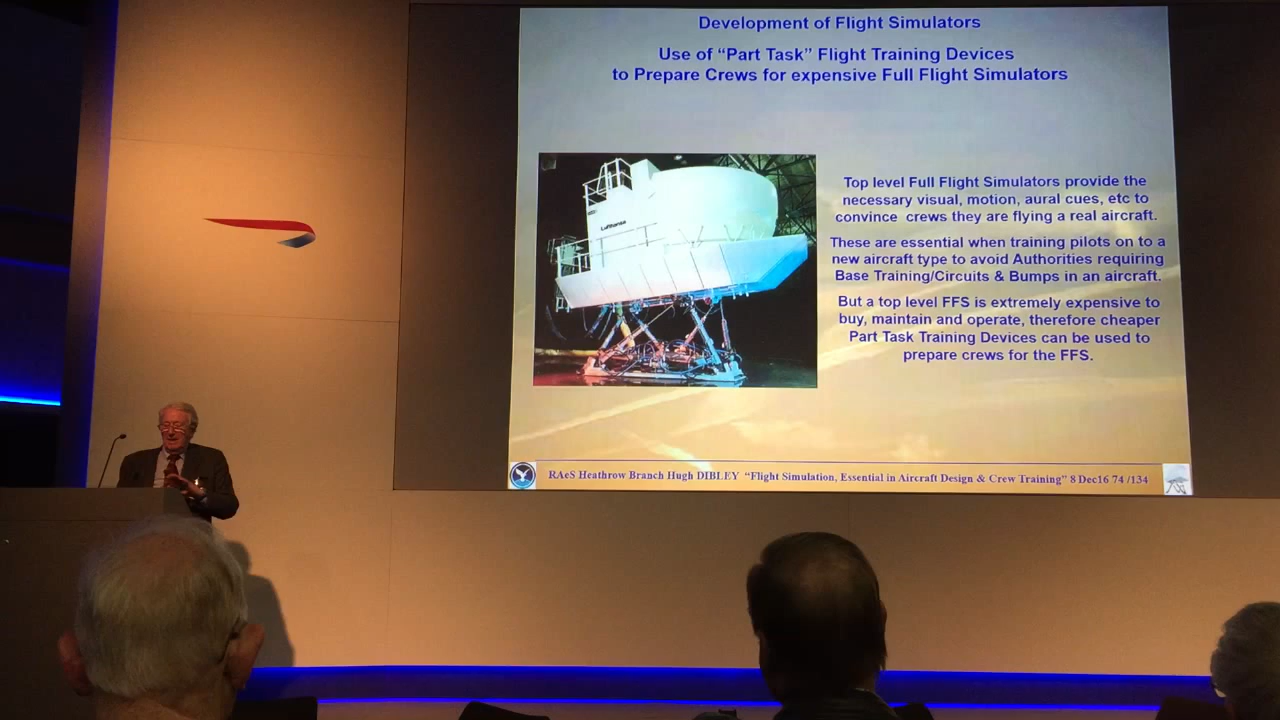 Development of Flight Simulators
Use of “Part Task” Flight Training Devices
to Prepare Crews for expensive Full Flight Simulators
Lufthansa
Top level Full Flight Simulators provide the
necessary visual, motion, aural cues, etc to
convince crews they are flying a real aircraft.
These are essential when training pilots on to a
new aircraft type to avoid Authorities requiring
Base Training/Circuits & Bumps in an aircraft.
But a top level FFS is extremely expensive to
buy, maintain and operate, therefore cheaper
Part Task Training Devices can be used to
prepare crews for the FFS.
RAeS Heathrow Branch Hugh DIBLEY “Flight Simulation, Essential in Aircraft Design & Crew Training” 8 Dec16 74 /134